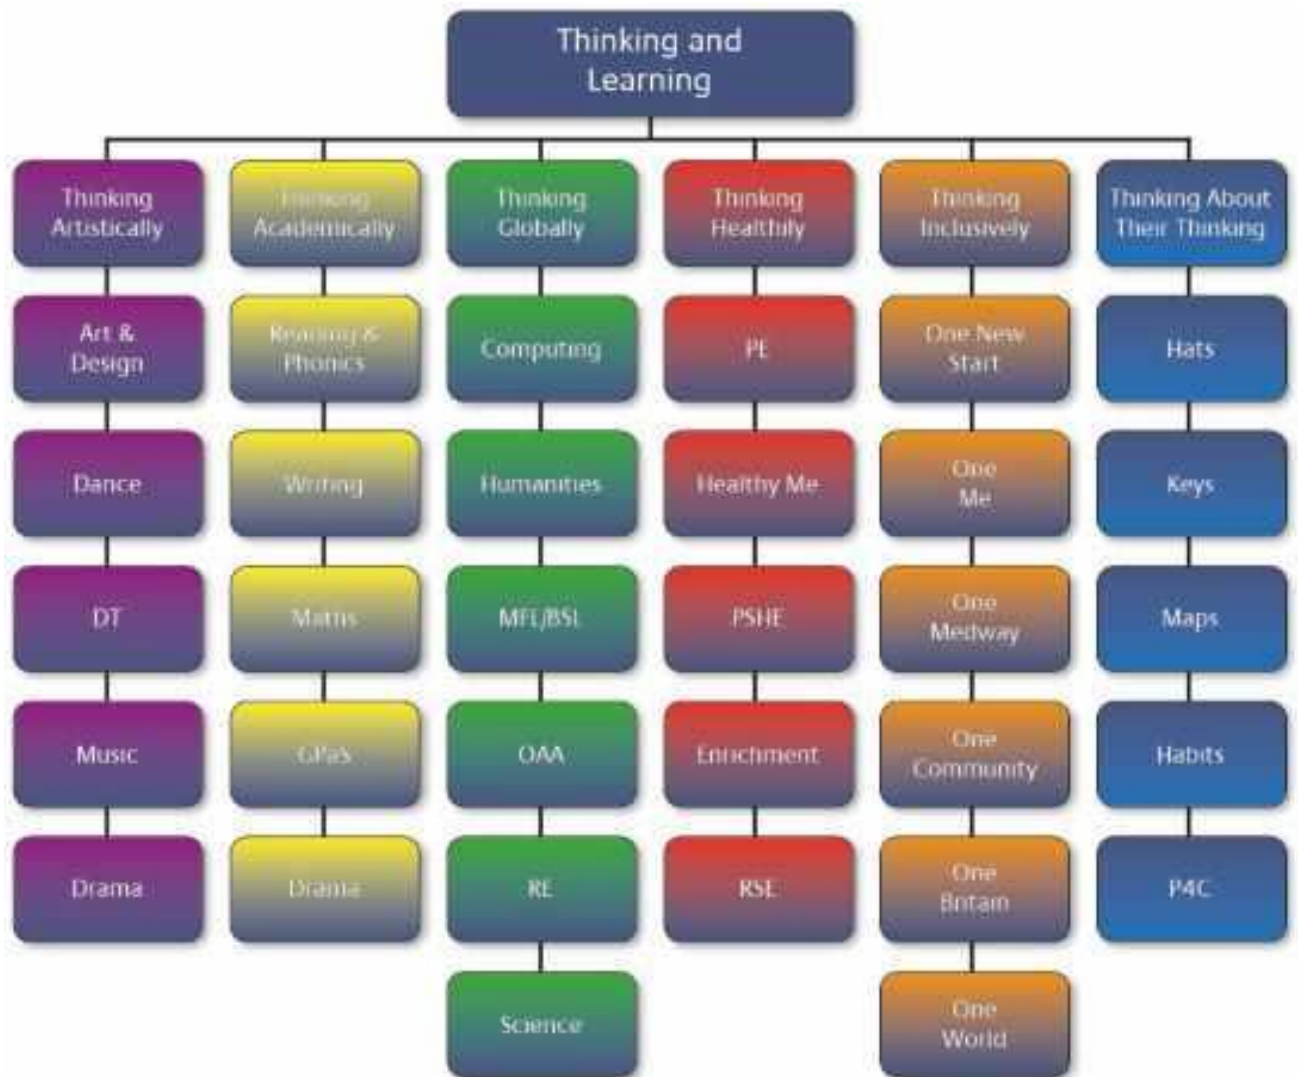 Thinking and
Learning
Thinking
Artistically
Art &
Design
Dance
DT
Music
Drama
Thinking
Academically
Reading &
Phonics
Writing
Maths
GPaS
Drama
Thinking
Globally
Computing
Humanities
MFL/BSL
OAA
RE
Science
Thinking
Healthily
PE
Healthy Me
PSHE
Enrichment
RSE
Thinking
Inclusively
One New
Start
One
Me
One
Medway
One
Community
One
Britain
One
World
Thinking About
Their Thinking
Hats
Keys
Maps
Habits
P4C